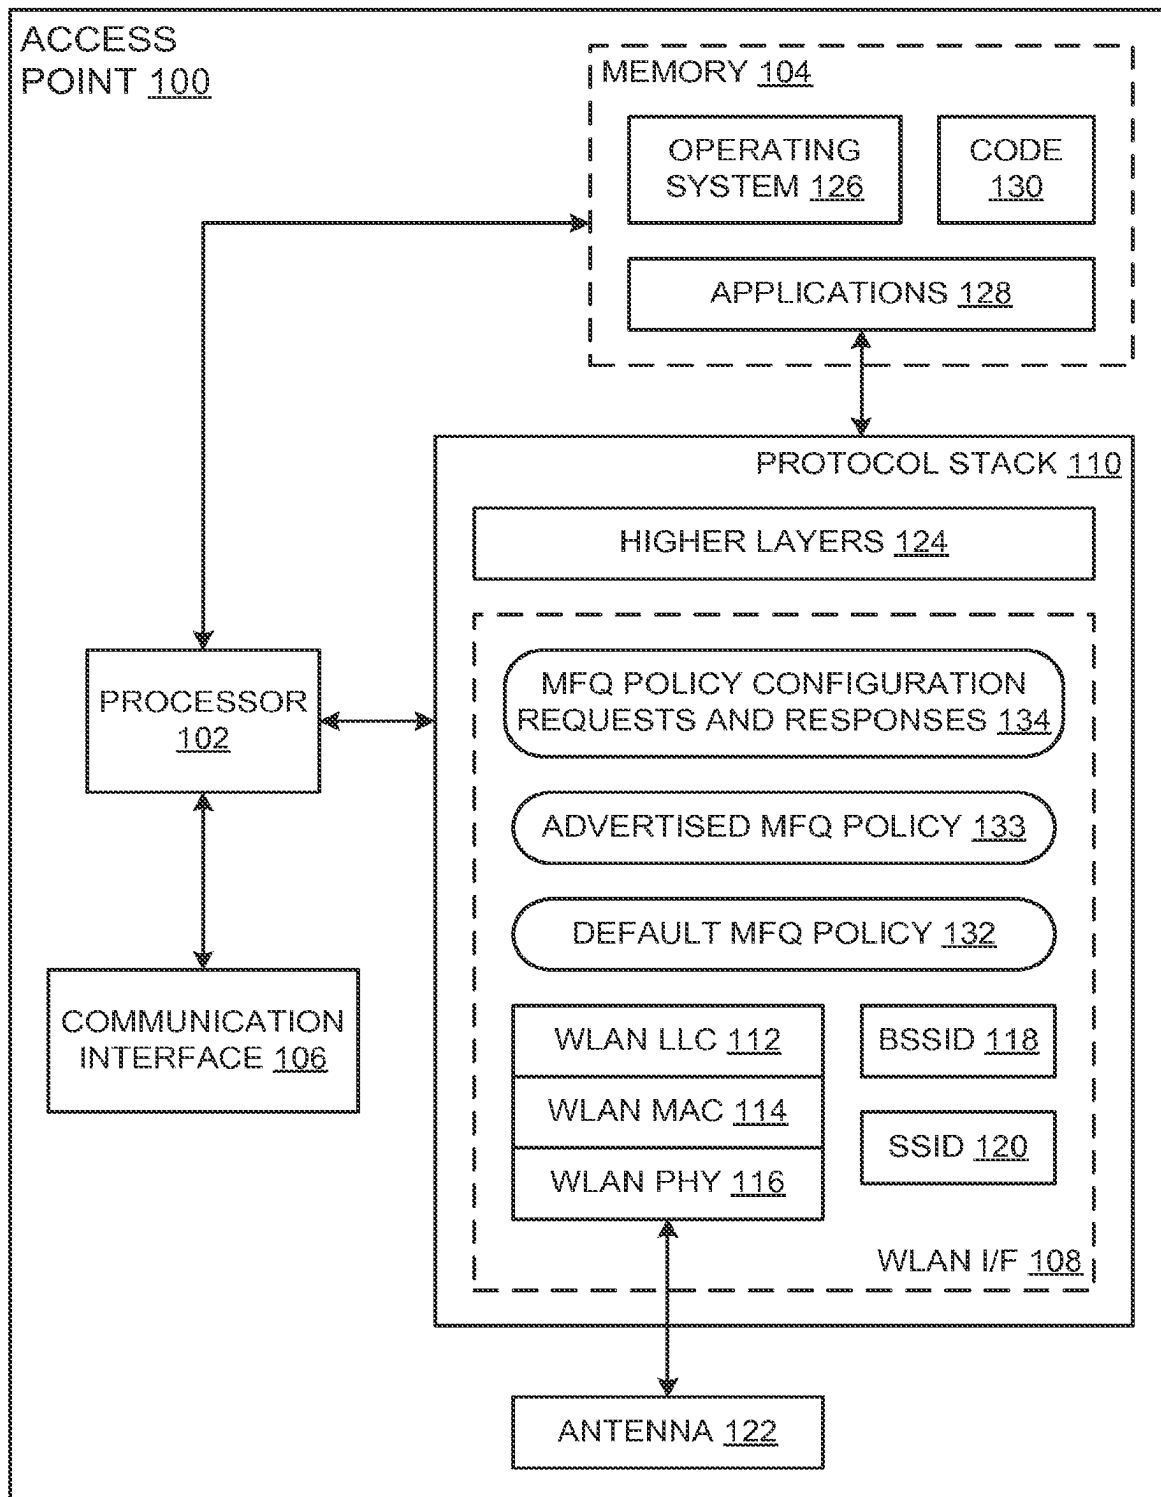 ACCESS
POINT 100
MEMORY 104
OPERATING
SYSTEM 126
CODE
130
APPLICATIONS 128
PROTOCOL STACK 110
HIGHER LAYERS 124
MFQ POLICY CONFIGURATION
REQUESTS AND RESPONSES 134
PROCESSOR
102
ADVERTISED MFQ POLICY 133
DEFAULT MFQ POLICY 132
COMMUNICATION
INTERFACE 106
WLAN LLC 112
BSSID 118
WLAN MAC 114
SSID 120
WLAN PHY 116
WLAN I/F 108
ANTENNA 122